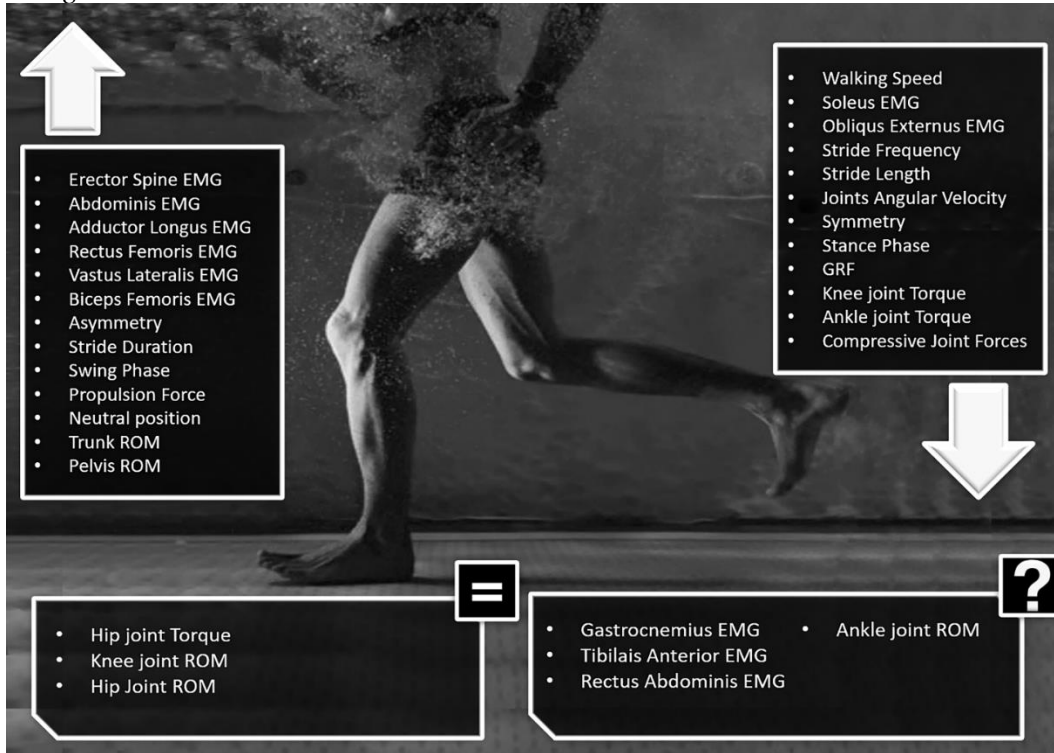 Erector Spine EMG
Abdominis EMG
Adductor Longus EMG
Rectus Femoris EMG
Vastus Lateralis EMG
Biceps Femoris EMG
Asymmetry
Stride Duration
Swing Phase
Propulsion Force
Neutral position
Trunk ROM
Pelvis ROM
Walking Speed
Soleus EMG
Obliqus Externus EMG
Stride Frequency
Stride Length
Joints Angular Velocity
Symmetry
Stance Phase
GRF
Knee joint Torque
Ankle joint Torque
Compressive Joint Forces
=
Hip joint Torque
Knee joint ROM
Hip Joint ROM
?
Gastrocnemius EMG
Tibilais Anterior EMG
Rectus Abdominis EMG
Ankle joint ROM